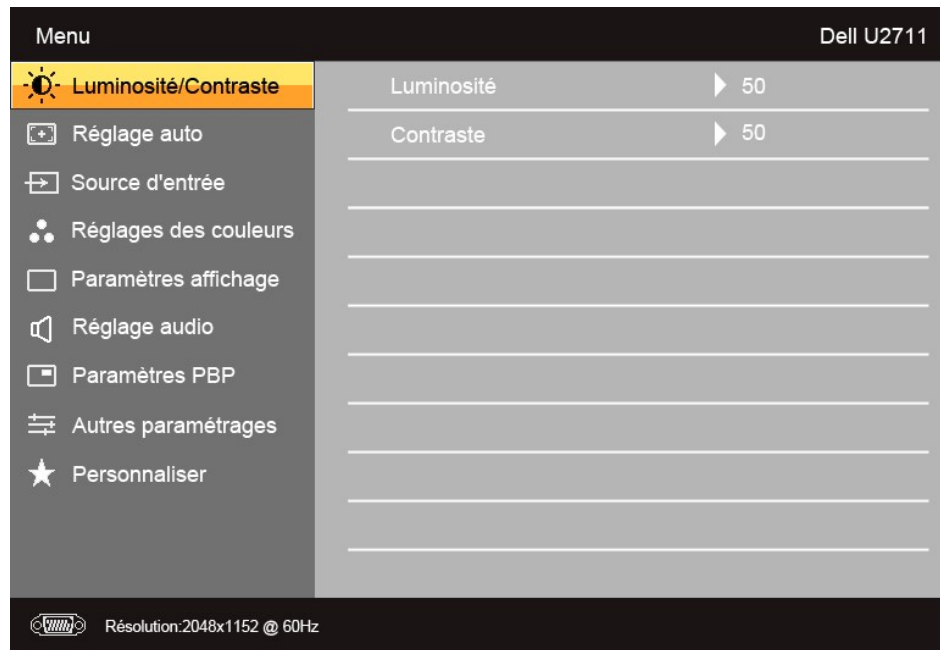 Menu Dell U2711
Luminosité/Contraste
Luminosité 50
Réglage auto
Contraste 50
Source d'entrée
Réglages des couleurs
Paramètres affichage
Réglage audio
Paramètres PBP
Autres paramétrages
Personnaliser
Résolution:2048x1152 @ 60Hz